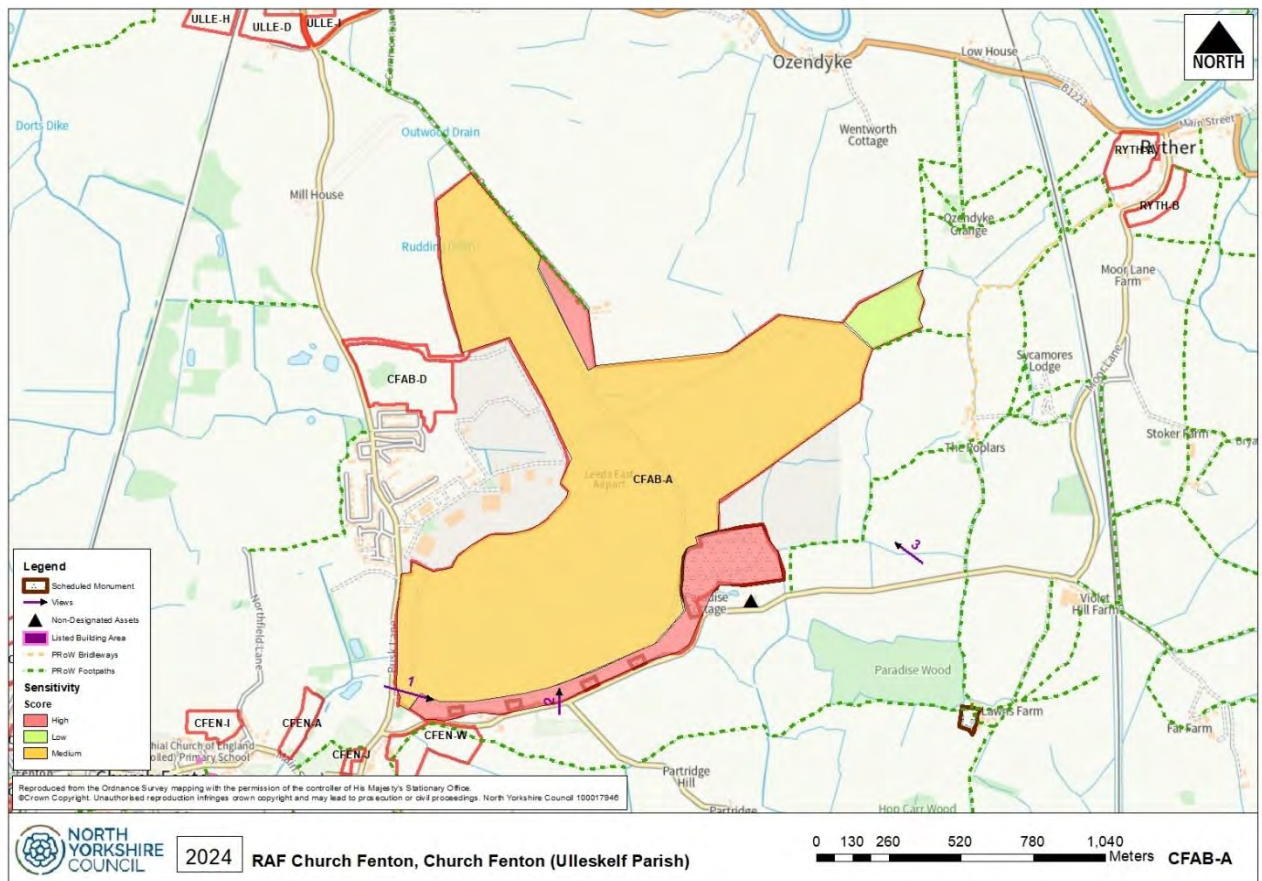 ULLE-H
ULLE-D
ULLE-I
Ozendyke
Low House
NORTH
B1223
Main Street
Dorts Dike
Outwood Drain
Wentworth
Cottage
Ryther
RYTH-B
Mill House
Ozendyke
Grange
Moor Lane
Farm
CFAB-D
Sycamores
Lodge
Moor Lane
Stoker Farm
The Poplars
Leeds East
Airport
CFAB-A
3
Legend
Scheduled Monument
Views
Non-Designated Assets
Listed Building Area
PRoW Bridleways
PRoW Footpaths
Sensitivity
Score
High
Low
Medium
Northfield Lane
Busk Lane
Violet
Hill Farm
Paradise Wood
1
2
Lawns Farm
CFEN-I
CFEN-A
CFEN-J
CFEN-W
Far Farm
Primary School
Partridge
Hill
Partridge
Hop Carr Wood
Reproduced from the Ordnance Survey mapping with the permission of the controller of His Majesty's Stationary Office.
©Crown Copyright. Unauthorised reproduction infringes crown copyright and may lead to prosecution or civil proceedings. North Yorkshire Council 100017946
NORTH
YORKSHIRE
COUNCIL
2024
RAF Church Fenton, Church Fenton (Ulleskelf Parish)
0 130 260 520 780 1,040
Meters
CFAB-A